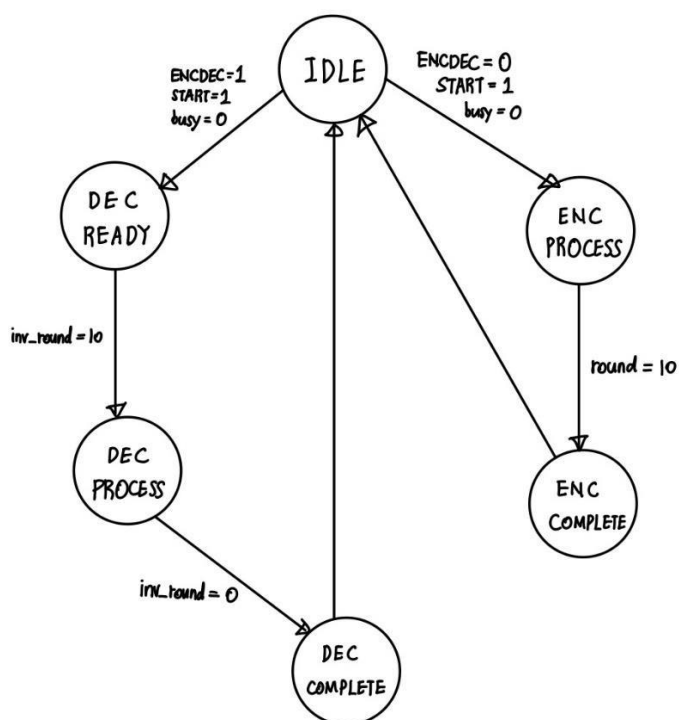 IDLE
ENCDEC=1
START=1
busy=0
ENCDEC=0
START=1
busy=0
DEC
READY
ENC
PROCESS
inv_round=10
round=10
DEC
PROCESS
ENC
COMPLETE
inv_round=0
DEC
COMPLETE